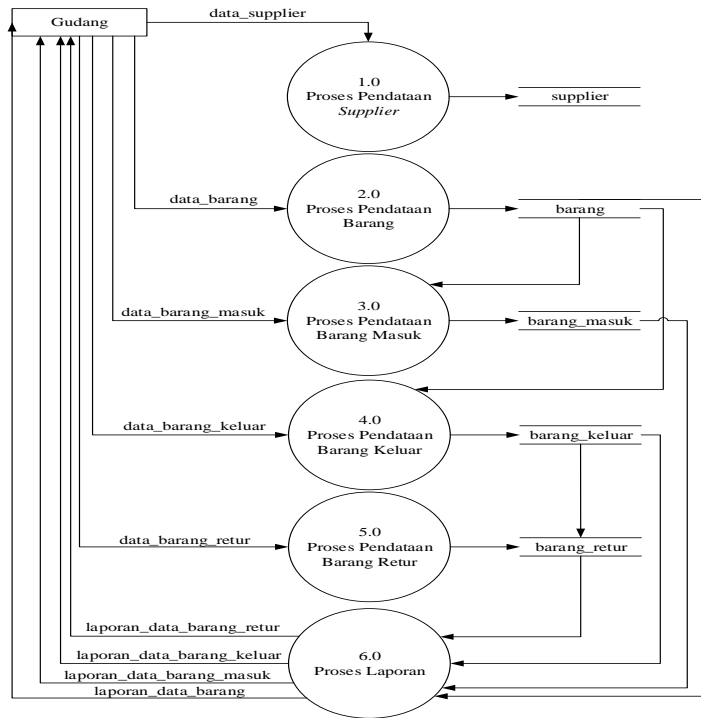 data_supplier
Gudang
1.0
Proses Pendataan
Supplier
supplier
2.0
Proses Pendataan
Barang
data_barang
barang
3.0
Proses Pendataan
Barang Masuk
data_barang_masuk
barang_masuk
4.0
Proses Pendataan
Barang Keluar
data_barang_keluar
barang_keluar
5.0
Proses Pendataan
Barang Retur
data_barang_retur
barang_retur
laporan_data_barang_retur
6.0
Proses Laporan
laporan_data_barang_keluar
laporan_data_barang_masuk
laporan_data_barang